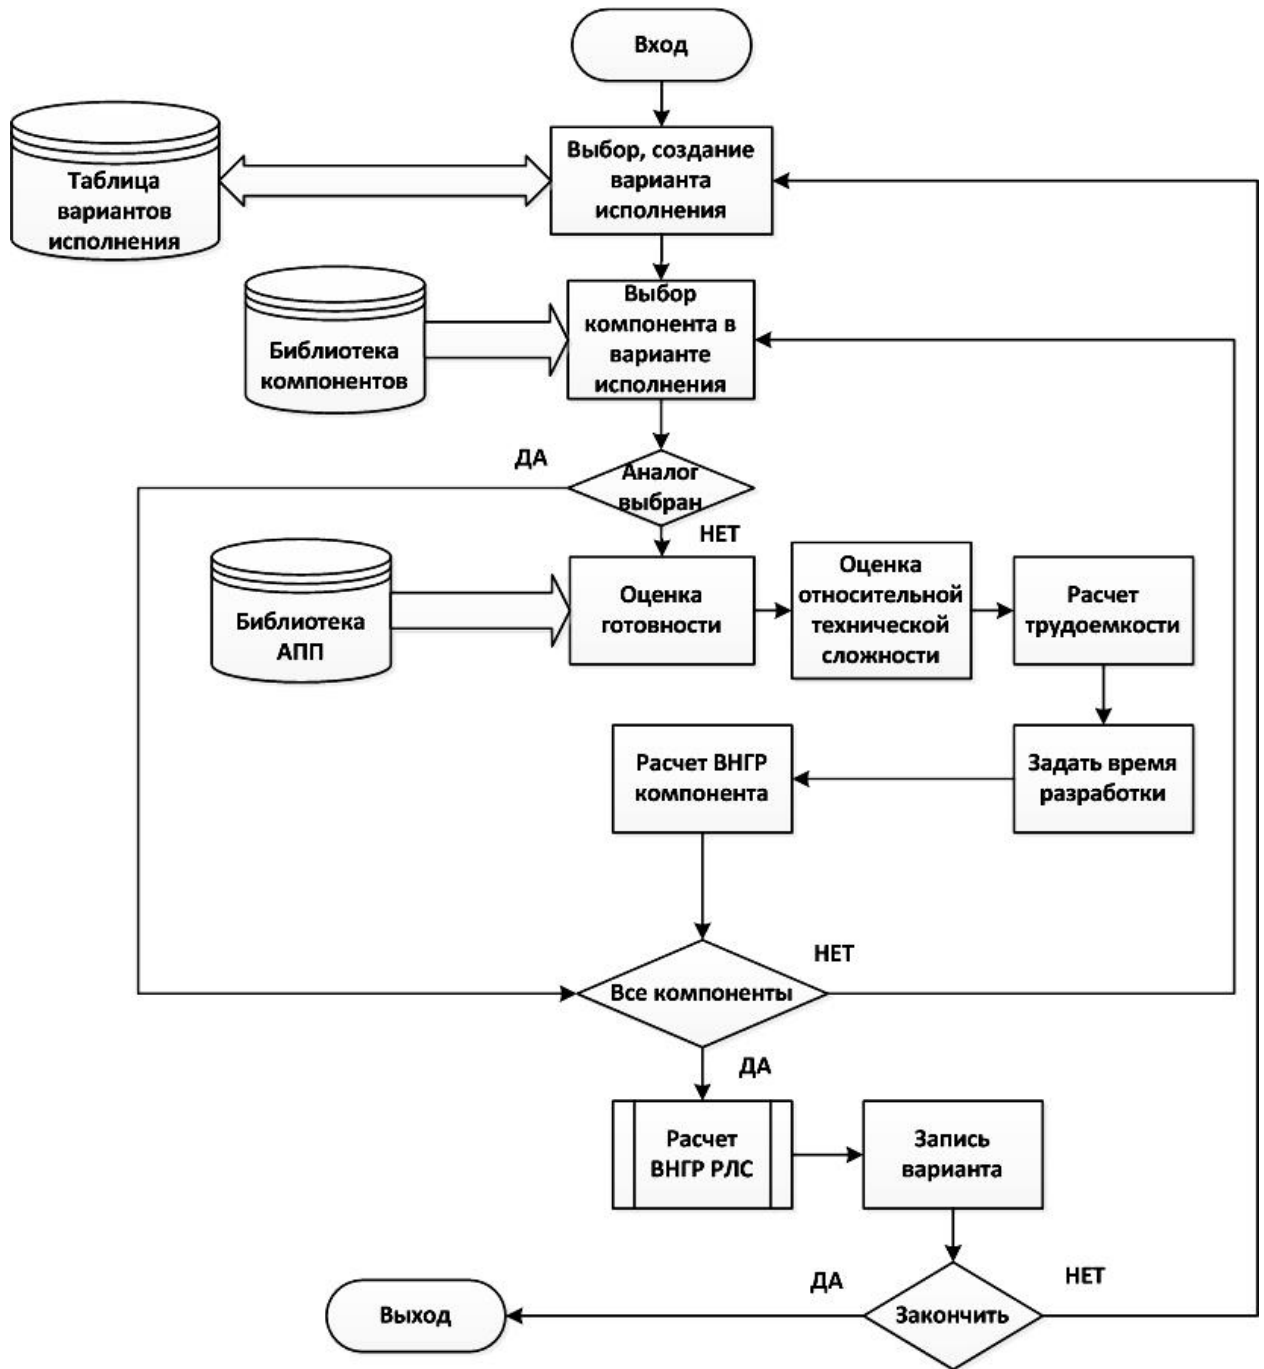 Вход
Таблица
вариантов
исполнения
Выбор, создание
варианта
исполнения
Библиотека
компонентов
Выбор
компонента в
варианте
исполнения
ДА
Аналог
выбран
НЕТ
Библиотека
АПП
Оценка
готовности
Оценка
относительной
технической
сложности
Расчет
трудоемкости
Расчет ВНГР
компонента
Задать время
разработки
Все компоненты
НЕТ
ДА
Расчет
ВНГР РЛС
Запись
варианта
Выход
ДА
Закончить
НЕТ